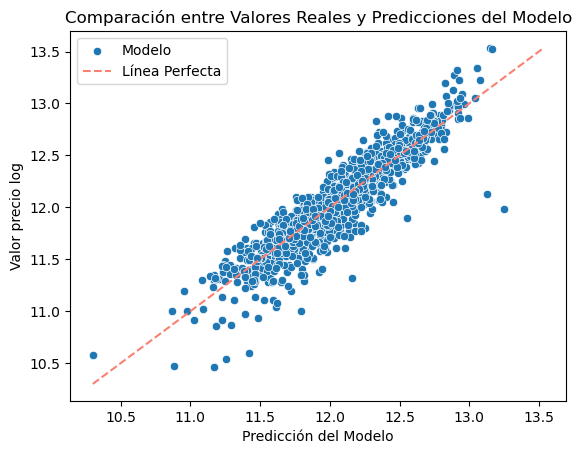 Comparación entre Valores Reales y Predicciones del Modelo
Modelo
Línea Perfecta
Valor precio log
13.5
13.0
12.5
12.0
11.5
11.0
10.5
10.5
11.0
11.5
12.0
12.5
13.0
13.5
Predicción del Modelo